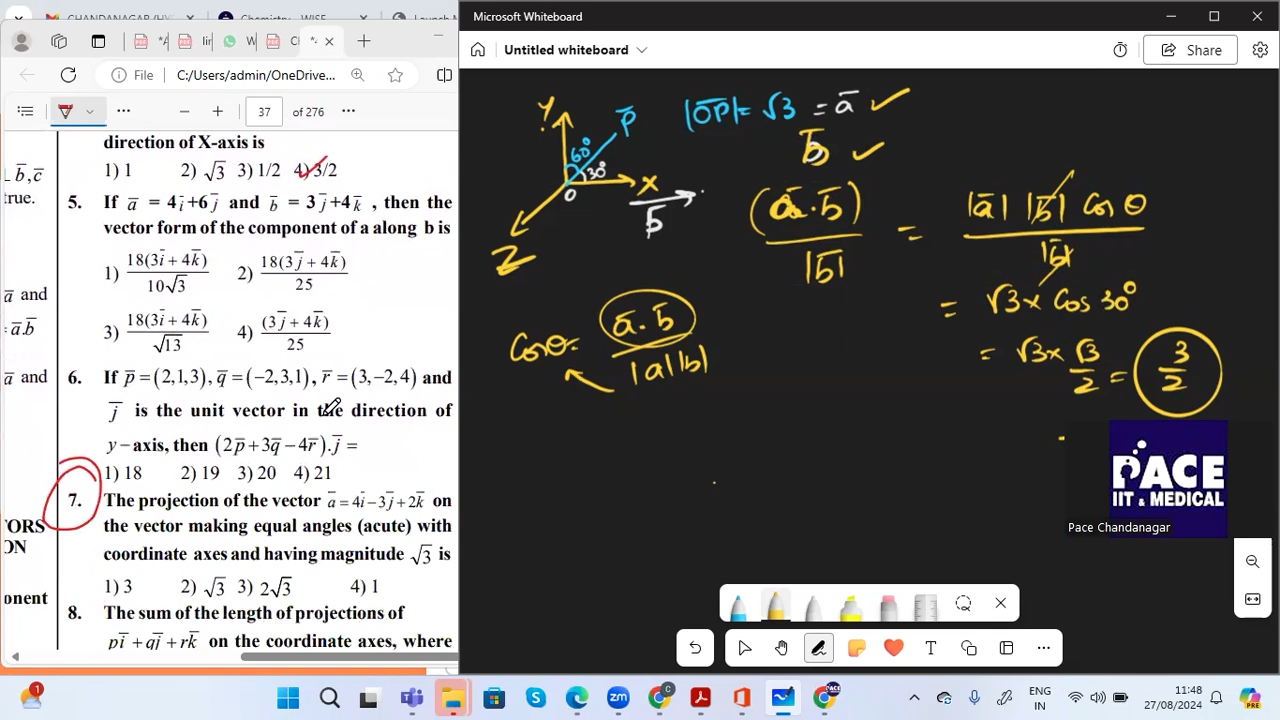 CHANDANAGAR/HY
Chemistry- WISE
Microsoft Whiteboard
Untitled whiteboard
Share
File
C:/Users/admin/OneDrive...
37 of 276
direction of X-axis is
1) 1 2) √3 3) 1/2 4) 3/2
b̄,c̄
true.
5. If ā = 4ī+6j̄ and b̄ = 3j̄+4k̄, then the
vector form of the component of a along b is
1) 18(3ī + 4k̄)/10√3 2) 18(3j̄ + 4k̄)/25
ā and
= ā.b̄
3) 18(3ī + 4k̄)/√13 4) (3j̄ + 4k̄)/25
ā and
6. If p̄ = (2,1,3), q̄ = (−2,3,1), r̄ = (3,−2,4) and
j̄ is the unit vector in the direction of
y−axis, then (2p̄ + 3q̄ − 4r̄).j̄ =
1) 18 2) 19 3) 20 4) 21
7. The projection of the vector ā = 4ī−3j̄+2k̄ on
the vector making equal angles (acute) with
coordinate axes and having magnitude √3 is
1) 3 2) √3 3) 2√3 4) 1
TORS
ON
onent
8. The sum of the length of projections of
pī + qj̄ + rk̄ on the coordinate axes, where
Y
P̄
60°
30°
X
O
Z
b̄
|OP̄| = √3 = ā
b̄
(ā.b̄)/|b̄| = |ā| |b̄| Cos θ/|b̄|
= √3 x Cos 30°
= √3 x √3/2 = 3/2
Cosθ = ā.b̄/|a||b|
PACE
IIT & MEDICAL
Pace Chandanagar
T
1
ENG
IN
11:48
27/08/2024